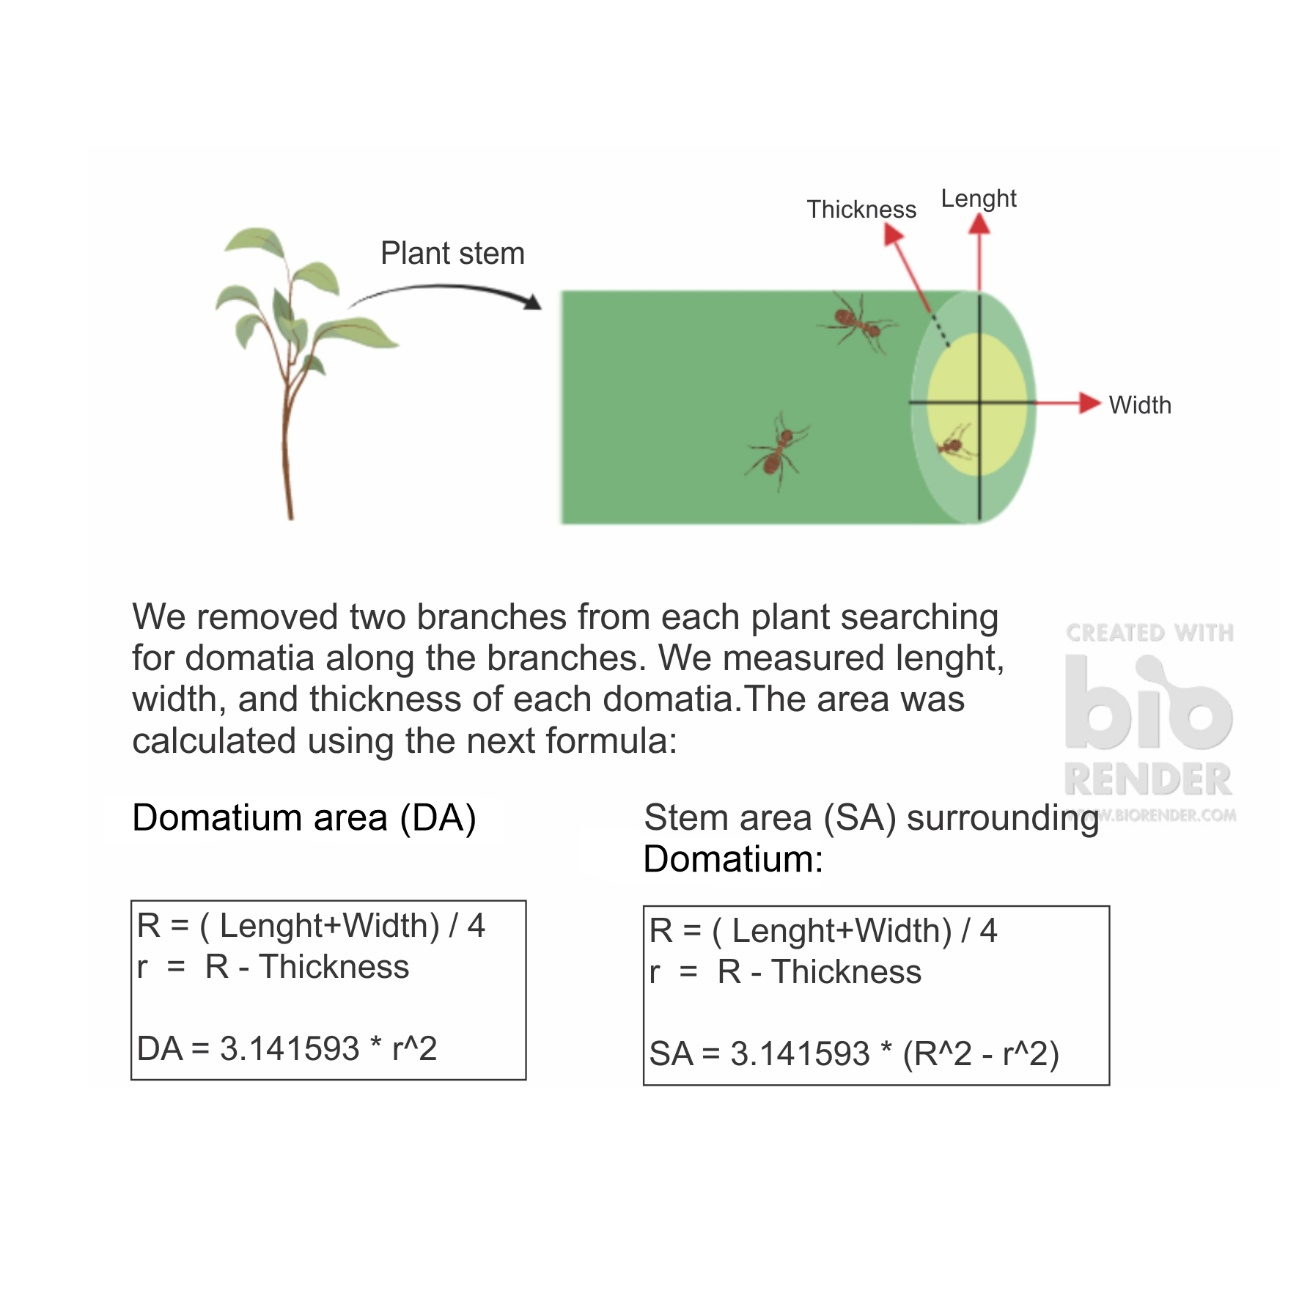 Thickness
Lenght
Plant stem
Width
We removed two branches from each plant searching
for domatia along the branches. We measured lenght,
width, and thickness of each domatia.The area was
calculated using the next formula:
CREATED WITH
bio
RENDER
WWW.BIORENDER.COM
Domatium area (DA)
R = ( Lenght+Width) / 4
r = R - Thickness
DA = 3.141593 * r^2
Stem area (SA) surrounding
Domatium:
R = ( Lenght+Width) / 4
r = R - Thickness
SA = 3.141593 * (R^2 - r^2)